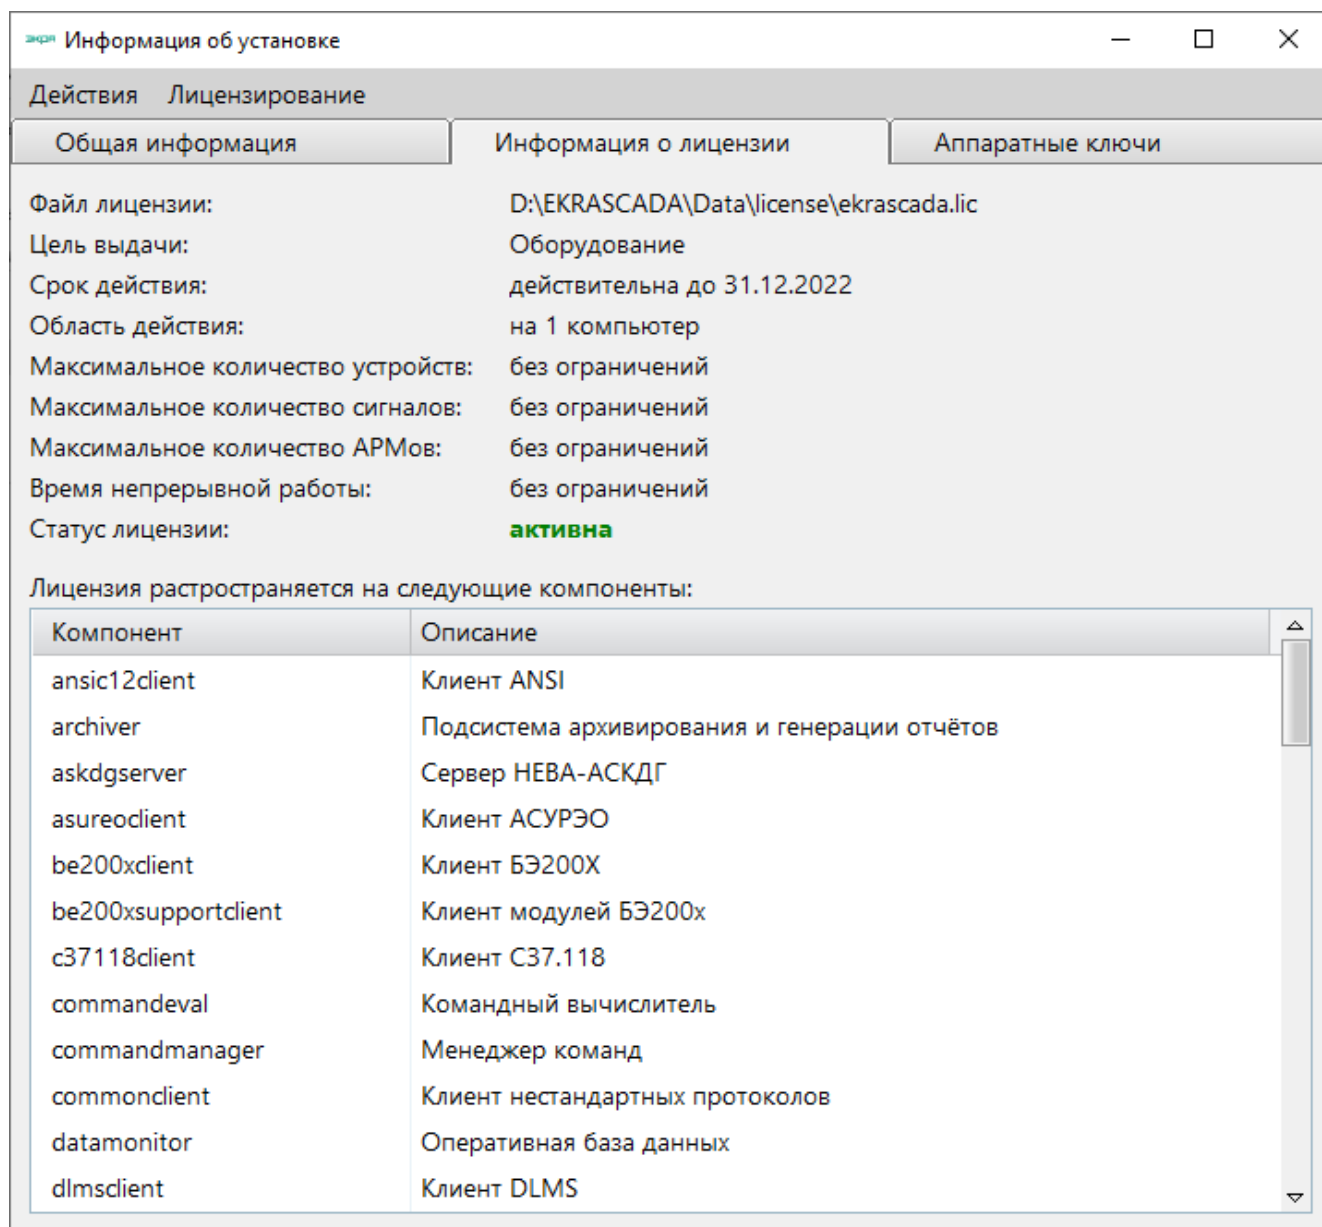 ЭКРА Информация об установке
Действия Лицензирование
Общая информация Информация о лицензии Аппаратные ключи
Файл лицензии: D:\EKRASCADA\Data\license\ekrascada.lic
Цель выдачи: Оборудование
Срок действия: действительна до 31.12.2022
Область действия: на 1 компьютер
Максимальное количество устройств: без ограничений
Максимальное количество сигналов: без ограничений
Максимальное количество АРМов: без ограничений
Время непрерывной работы: без ограничений
Статус лицензии: активна
Лицензия растространяется на следующие компоненты:
Компонент Описание
ansic12client Клиент ANSI
archiver Подсистема архивирования и генерации отчётов
askdgserver Сервер НЕВА-АСКДГ
asureoclient Клиент АСУРЭО
be200xclient Клиент БЭ200X
be200xsupportclient Клиент модулей БЭ200x
c37118client Клиент C37.118
commandeval Командный вычислитель
commandmanager Менеджер команд
commonclient Клиент нестандартных протоколов
datamonitor Оперативная база данных
dlmsclient Клиент DLMS